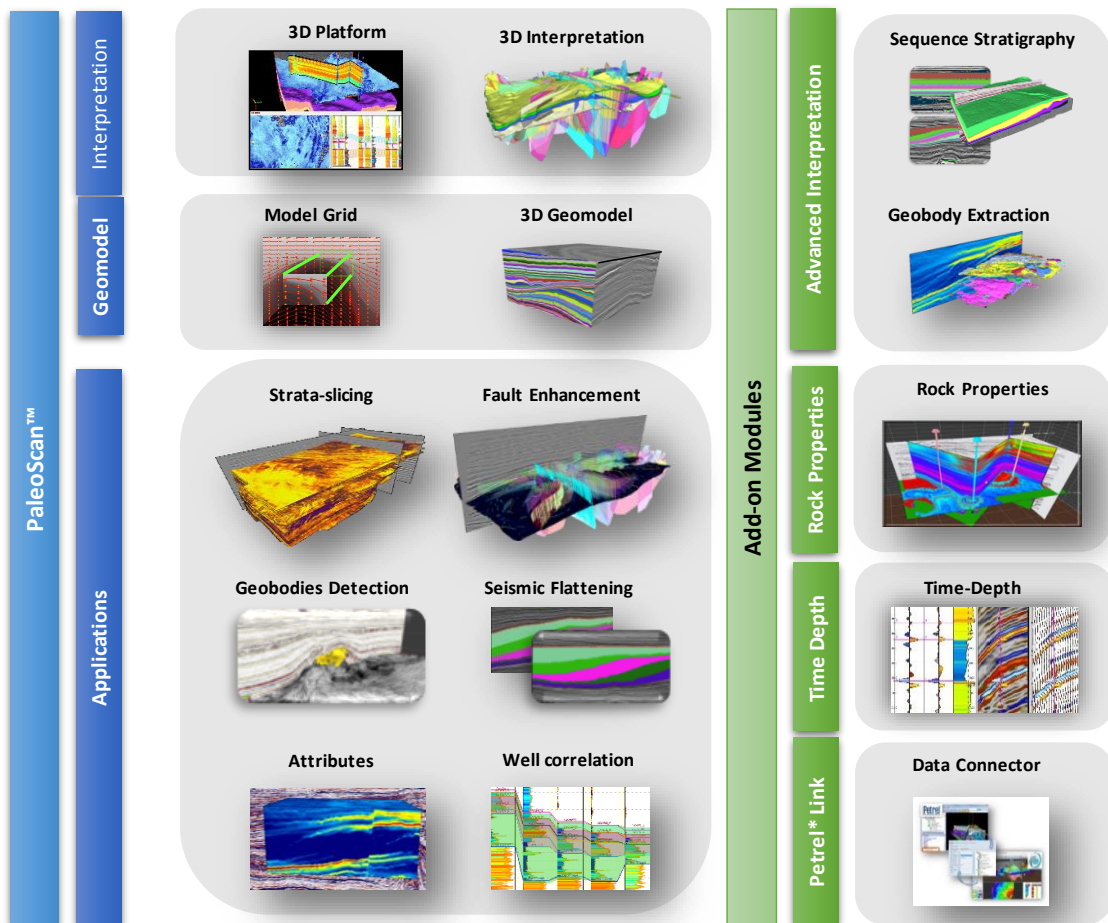 PaleoScan™
Interpretation
3D Platform
3D Interpretation
Geomodel
Model Grid
3D Geomodel
Applications
Strata-slicing
Fault Enhancement
Geobodies Detection
Seismic Flattening
Attributes
Well correlation
Add-on Modules
Advanced Interpretation
Sequence Stratigraphy
Geobody Extraction
Rock Properties
Rock Properties
Time Depth
Time-Depth
Petrel* Link
Data Connector
Petrel